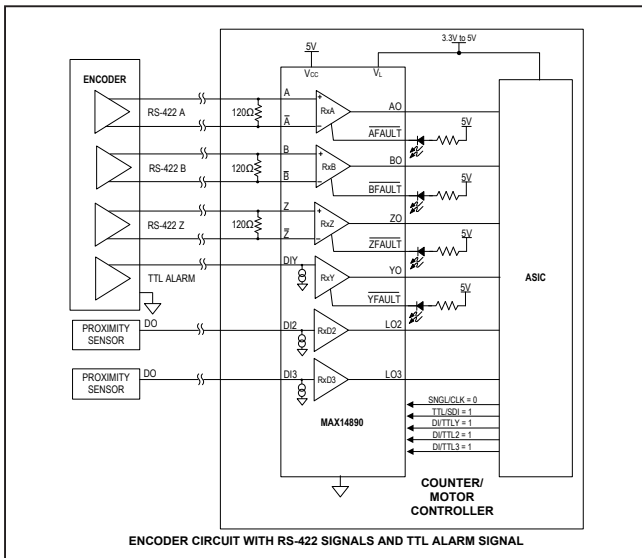 3.3V to 5V
5V
VCC
VL
ENCODER
A
RS-422 A
120Ω
A
RxA
AO
AFAULT
5V
B
RS-422 B
120Ω
B
RxB
BO
BFAULT
5V
Z
RS-422 Z
120Ω
Z
RxZ
ZO
ZFAULT
5V
DIY
TTL ALARM
RxY
YO
YFAULT
5V
ASIC
PROXIMITY
SENSOR
DO
DI2
RxD2
LO2
PROXIMITY
SENSOR
DO
DI3
RxD3
LO3
MAX14890
SNGL/CLK = 0
TTL/SDI = 1
DI/TTLY = 1
DI/TTL2 = 1
DI/TTL3 = 1
COUNTER/
MOTOR
CONTROLLER
ENCODER CIRCUIT WITH RS-422 SIGNALS AND TTL ALARM SIGNAL